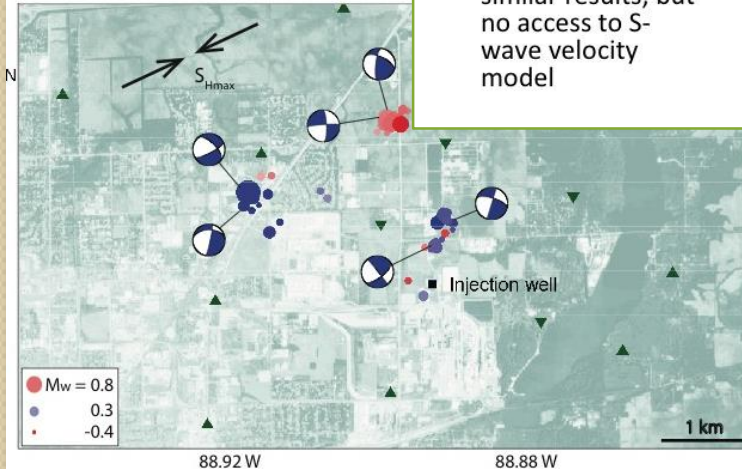 similar results, but
no access to S-
wave velocity
model
N
SHmax
Injection well
Mw = 0.8
0.3
-0.4
1 km
88.92 W
88.88 W